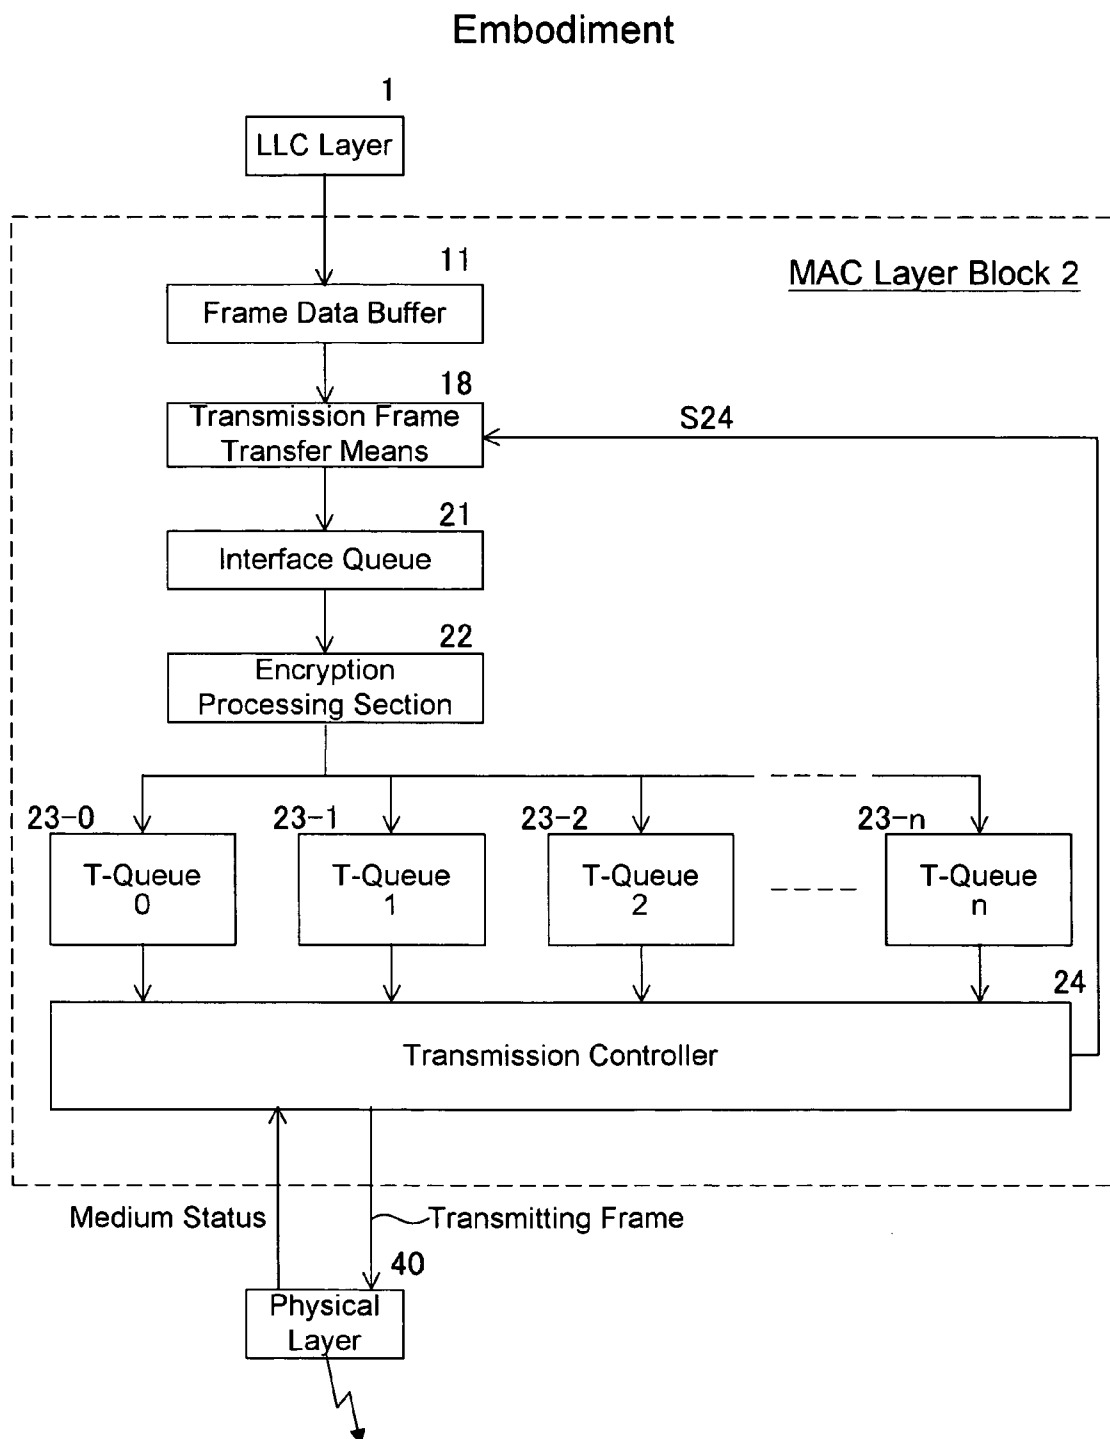 Embodiment
1
LLC Layer
MAC Layer Block 2
11
Frame Data Buffer
18
Transmission Frame
Transfer Means
S24
21
Interface Queue
22
Encryption
Processing Section
23-0
23-1
23-2
23-n
T-Queue
0
T-Queue
1
T-Queue
2
T-Queue
n
24
Transmission Controller
Medium Status
Transmitting Frame
40
Physical
Layer